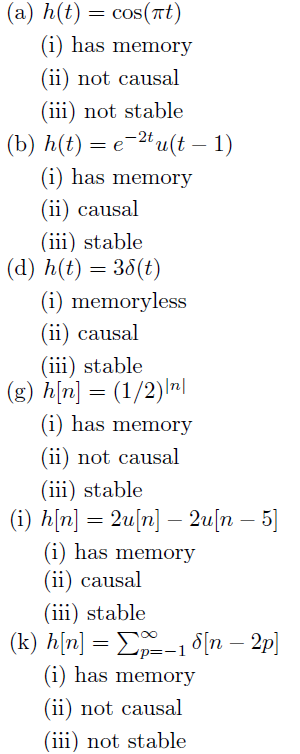 (a) h(t) = cos(πt)
(i) has memory
(ii) not causal
(iii) not stable
(b) h(t) = e^{−2t}u(t − 1)
(i) has memory
(ii) causal
(iii) stable
(d) h(t) = 3δ(t)
(i) memoryless
(ii) causal
(iii) stable
(g) h[n] = (1/2)^{|n|}
(i) has memory
(ii) not causal
(iii) stable
(i) h[n] = 2u[n] − 2u[n − 5]
(i) has memory
(ii) causal
(iii) stable
(k) h[n] = ∑_{p=−1}^{∞} δ[n − 2p]
(i) has memory
(ii) not causal
(iii) not stable